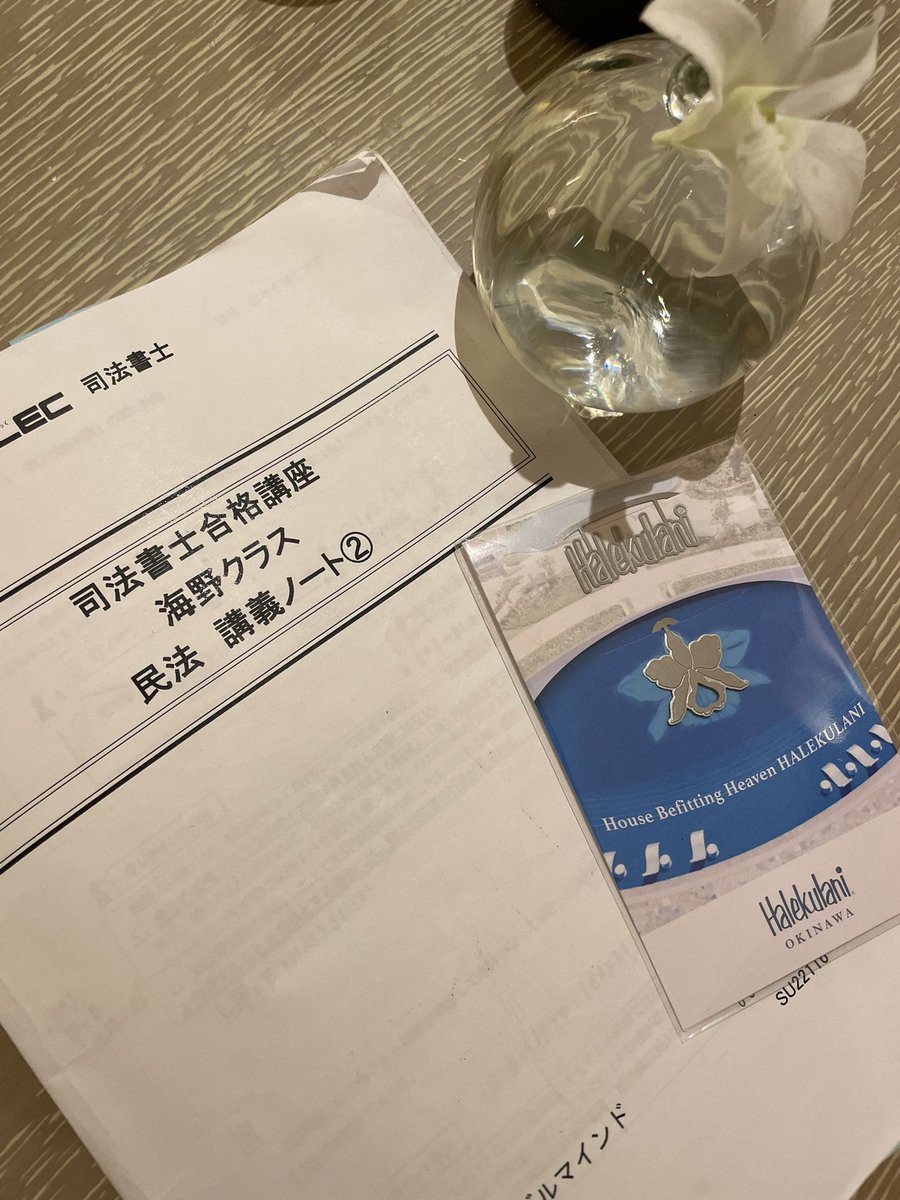 LEC 司法書士
司法書士合格講座
海野クラス
民法 講義ノート②
Halekulani
House Befitting Heaven HALEKULANI
Halekulani
OKINAWA
SU22110
ルマインド